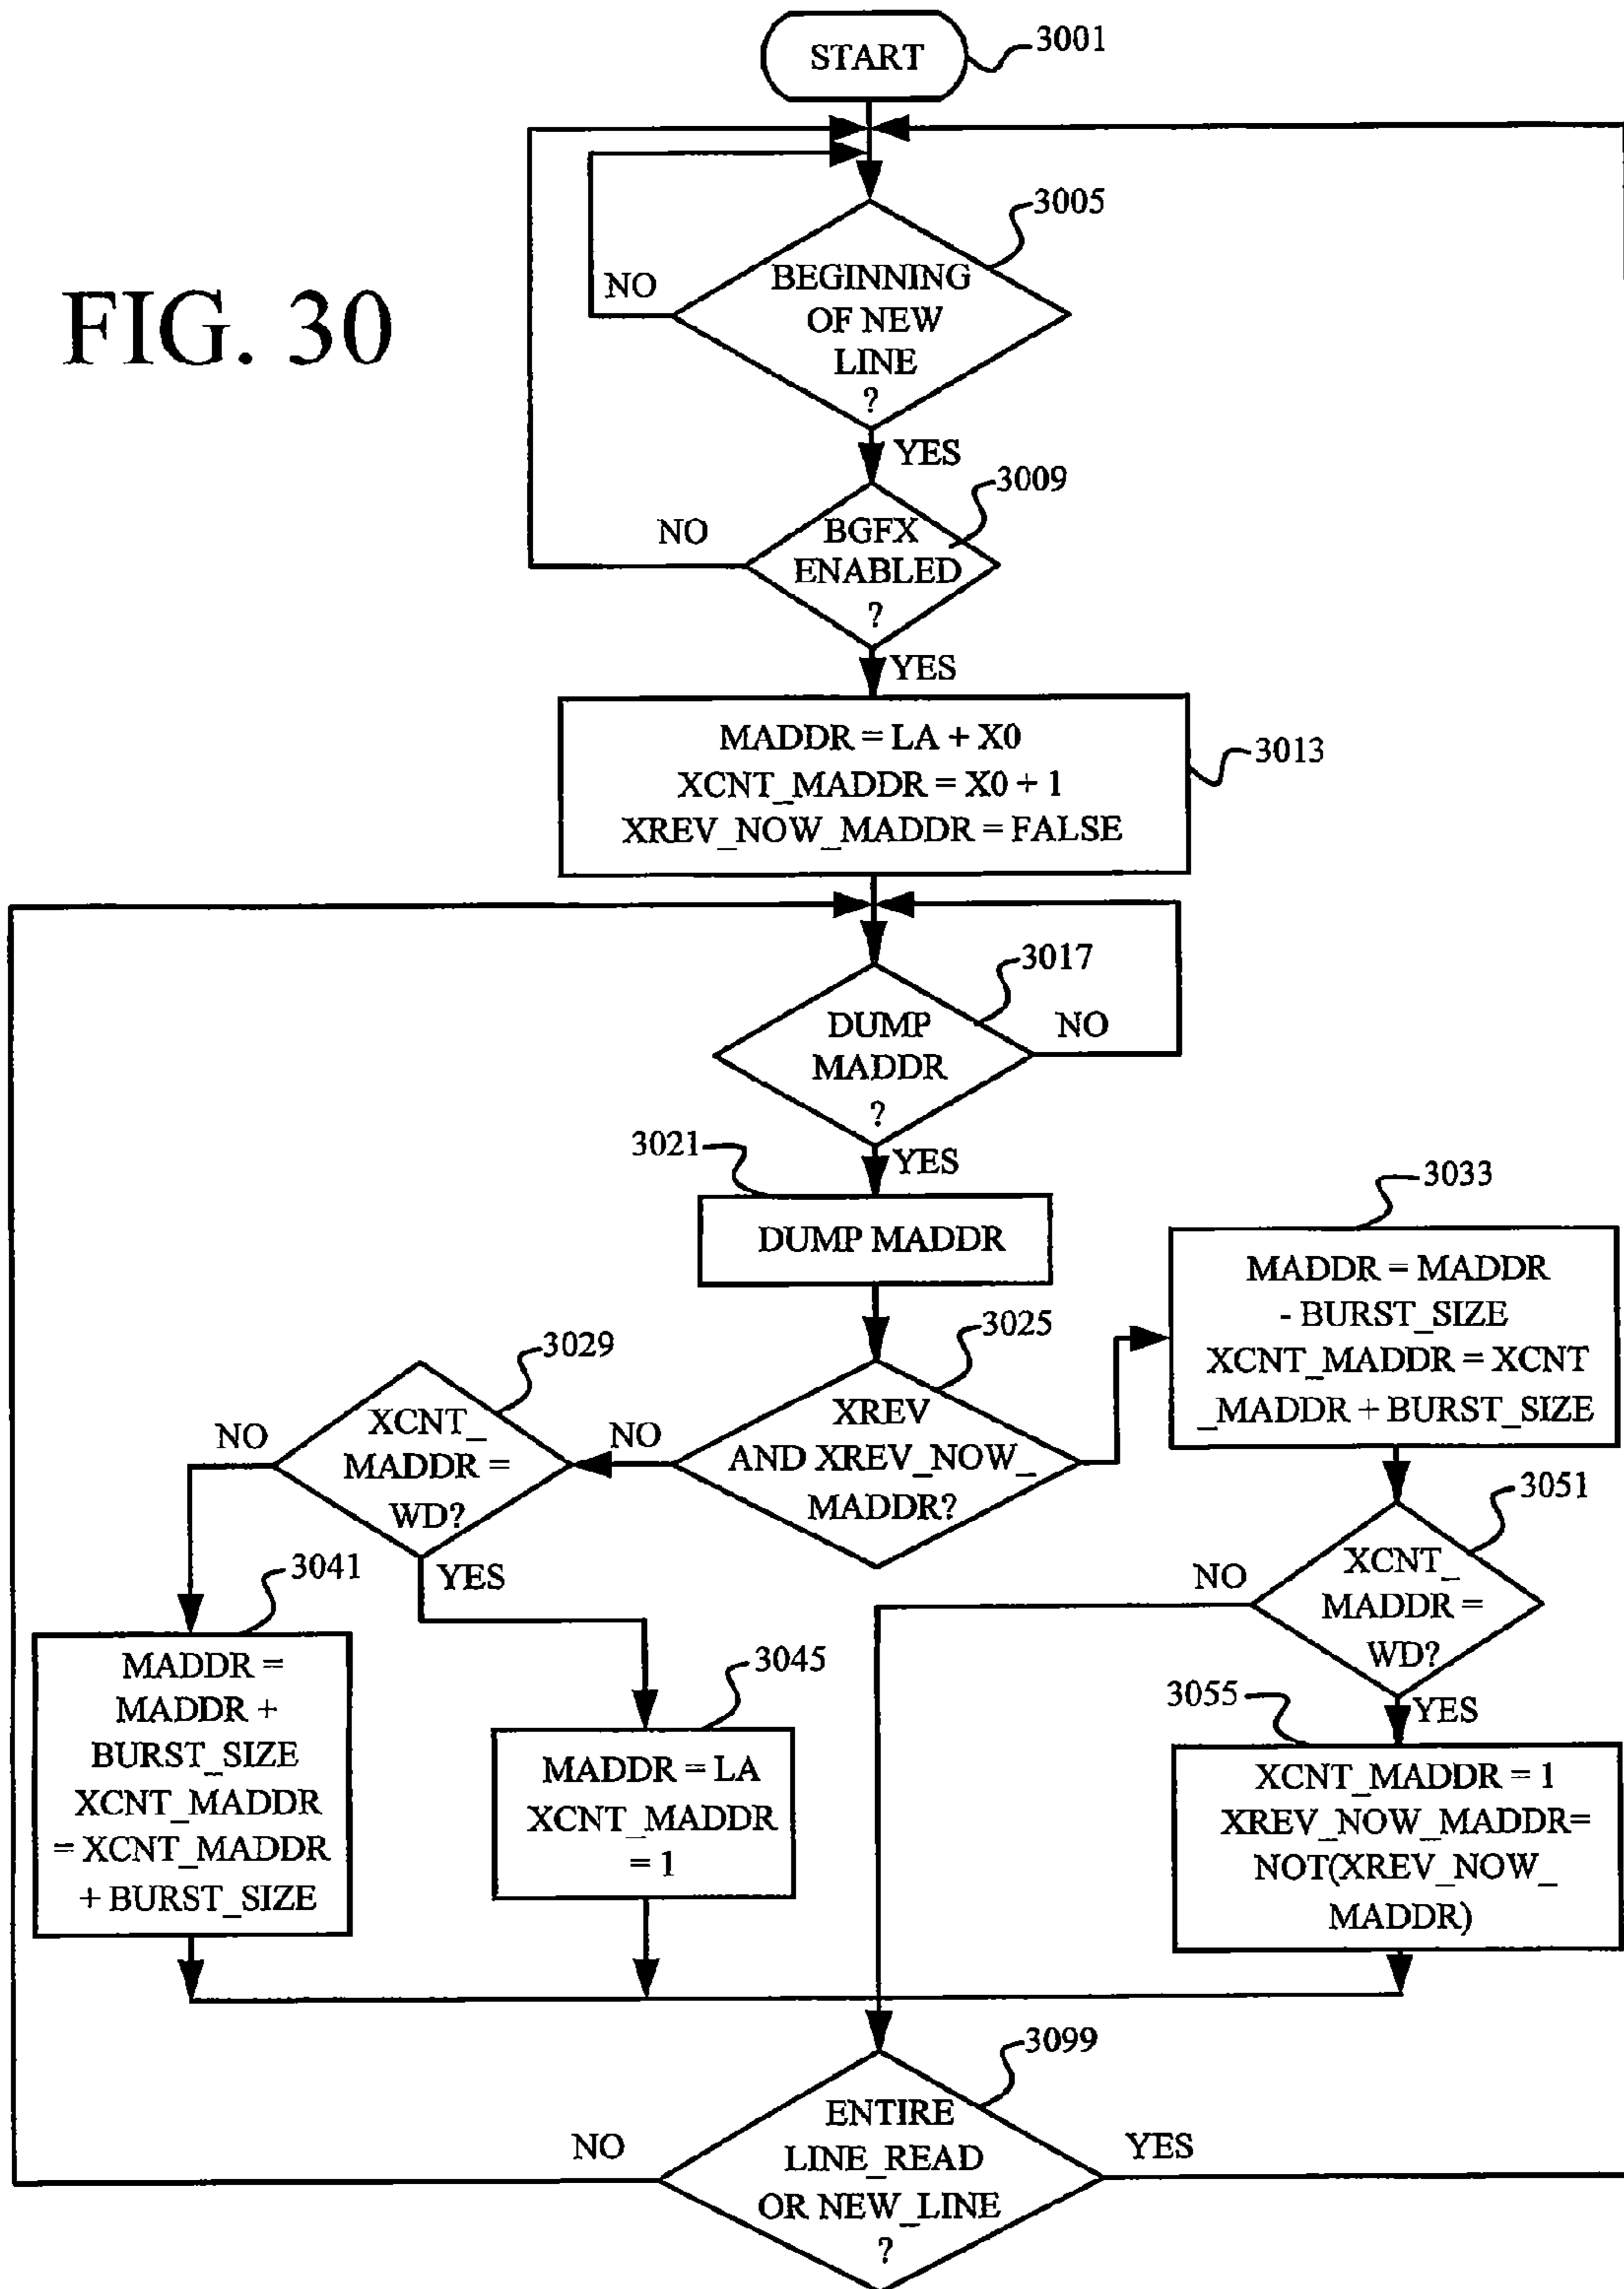 START
3001
3005
BEGINNING
OF NEW
LINE
?
NO
FIG. 30
YES
3009
BGFX
ENABLED
?
NO
YES
MADDR = LA + X0
XCNT_MADDR = X0 + 1
XREV_NOW_MADDR = FALSE
3013
3017
DUMP
MADDR
?
NO
3021
YES
DUMP MADDR
3033
MADDR = MADDR
- BURST_SIZE
XCNT_MADDR = XCNT
_MADDR + BURST_SIZE
3025
XREV
AND XREV_NOW_
MADDR?
NO
3029
XCNT_
MADDR =
WD?
NO
YES
3051
XCNT_
MADDR =
WD?
NO
YES
3041
MADDR =
MADDR +
BURST_SIZE
XCNT_MADDR
= XCNT_MADDR
+ BURST_SIZE
3045
MADDR = LA
XCNT_MADDR
= 1
3055
XCNT_MADDR = 1
XREV_NOW_MADDR=
NOT(XREV_NOW_
MADDR)
3099
ENTIRE
LINE_READ
OR NEW_LINE
?
NO
YES